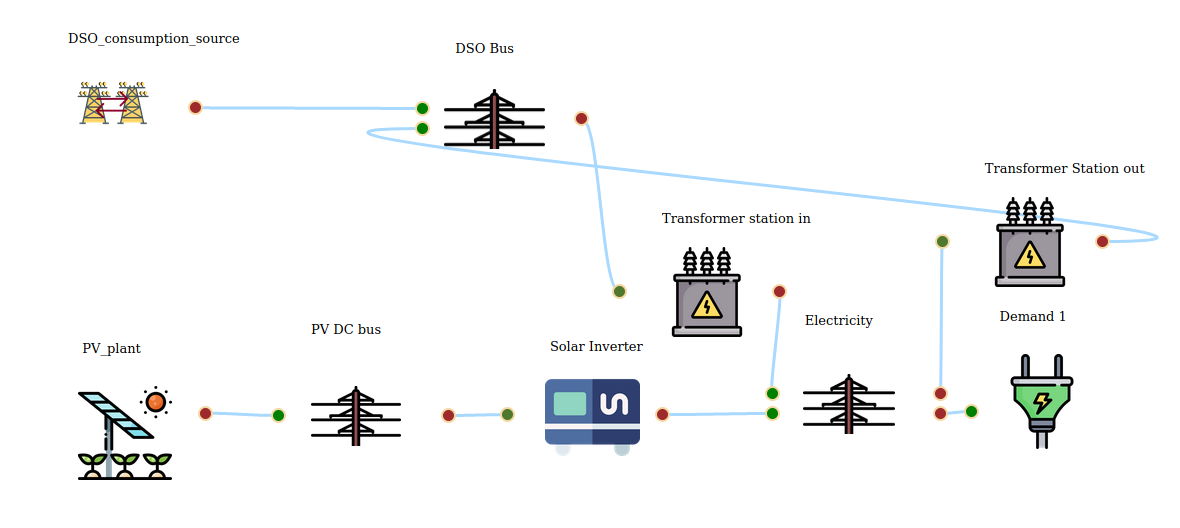 DSO_consumption_source
DSO Bus
Transformer Station out
Transformer station in
Demand 1
Electricity
PV DC bus
Solar Inverter
PV_plant